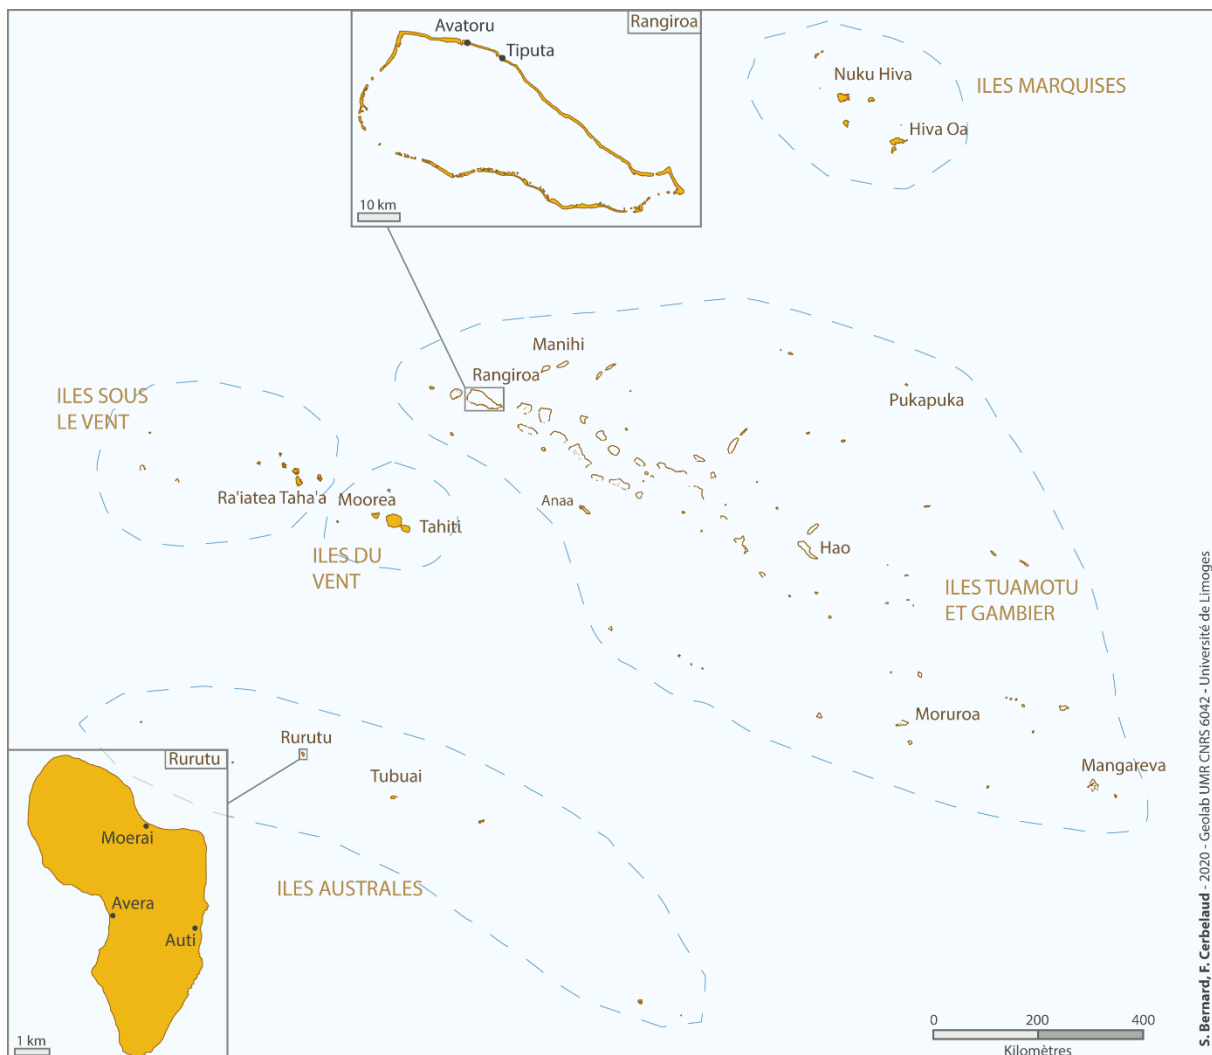 Avatoru
Tiputa
Rangiroa
10 km
Nuku Hiva
Hiva Oa
ILES MARQUISES
Manihi
Rangiroa
Pukapuka
ILES SOUS
LE VENT
Ra'iatea Taha'a
Moorea
Tahiti
ILES DU
VENT
Anaa
Hao
ILES TUAMOTU
ET GAMBIER
Moruroa
Mangareva
Rurutu
Tubuai
ILES AUSTRALES
Rurutu
Moerai
Avera
Auti
1 km
0 200 400
Kilomètres
S. Bernard, F. Cerbelaud - 2020 - Geolab UMR CNRS 6042 - Université de Limoges